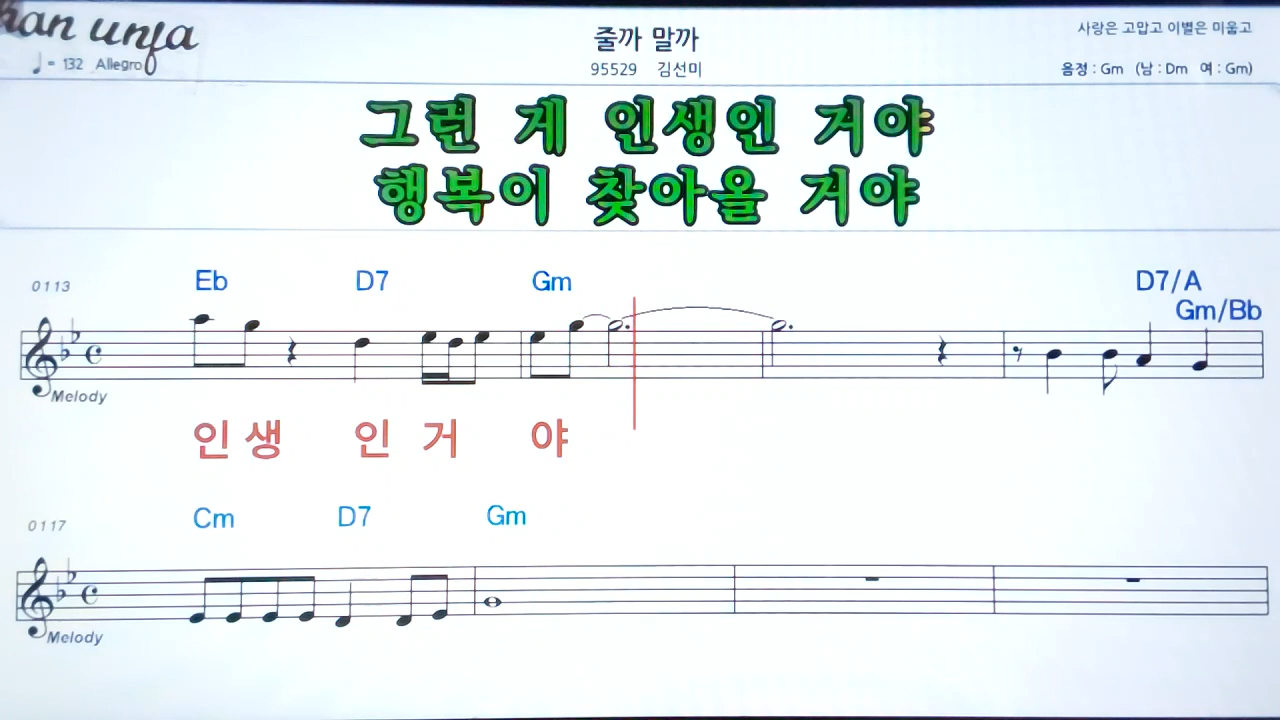 han unfa
줄까 말까
사랑은 고맙고 이별은 미움고
♩= 132 Allegro
95529 김선미
음정 : Gm (남 : Dm 여 : Gm)
그런 게 인생인 거야
행복이 찾아올 거야
0113 Eb D7 Gm D7/A
Gm/Bb
Melody
인 생 인 거 야
0117 Cm D7 Gm
Melody